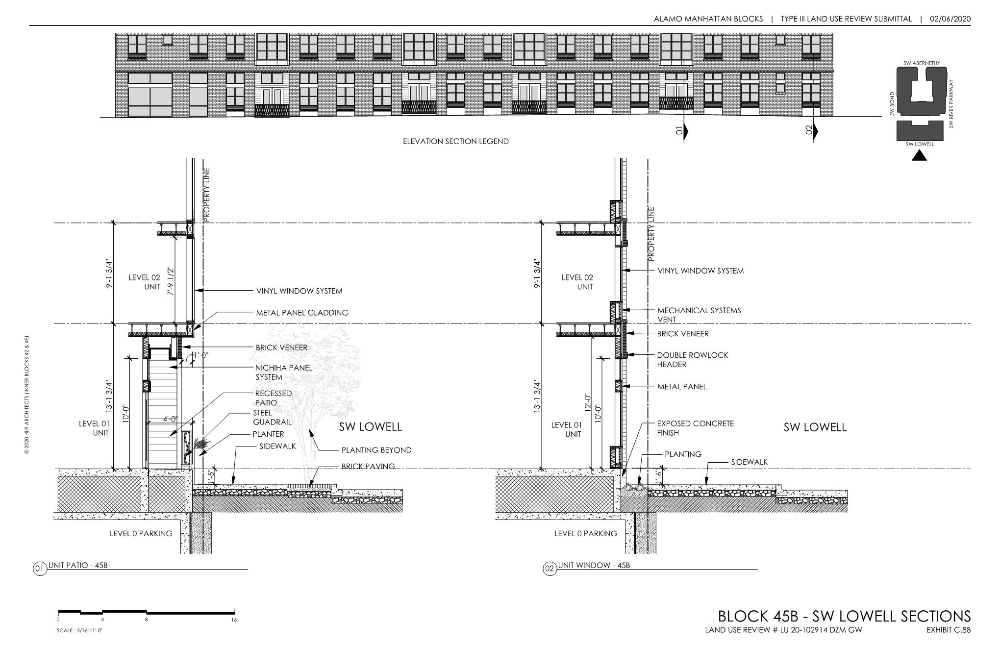 ALAMO MANHATTAN BLOCKS | TYPE III LAND USE REVIEW SUBMITTAL | 02/06/2020
SW ABERNETHY
SW BOND
SW RIVER PARKWAY
SW LOWELL
01
02
ELEVATION SECTION LEGEND
PROPERTY LINE
9'-1 3/4"
LEVEL 02
UNIT
7'-9 1/2"
VINYL WINDOW SYSTEM
METAL PANEL CLADDING
BRICK VENEER
1'-0"
NICHIHA PANEL
SYSTEM
RECESSED
PATIO
STEEL
GUADRAIL
PLANTER
SIDEWALK
13'-1 3/4"
10'-0"
4'-0"
LEVEL 01
UNIT
SW LOWELL
PLANTING BEYOND
BRICK PAVING
1'-5"
LEVEL 0 PARKING
01 UNIT PATIO - 45B
PROPERTY LINE
9'-1 3/4"
LEVEL 02
UNIT
VINYL WINDOW SYSTEM
MECHANICAL SYSTEMS
VENT
BRICK VENEER
DOUBLE ROWLOCK
HEADER
METAL PANEL
13'-1 3/4"
12'-0"
10'-0"
LEVEL 01
UNIT
EXPOSED CONCRETE
FINISH
SW LOWELL
PLANTING
SIDEWALK
1'-6"
LEVEL 0 PARKING
02 UNIT WINDOW - 45B
© 2020 HLR ARCHITECTS [INNER BLOCKS 42 & 45]
0 4 8 16
SCALE : 3/16"=1'-0"
BLOCK 45B - SW LOWELL SECTIONS
LAND USE REVIEW # LU 20-102914 DZM GW EXHIBIT C.88